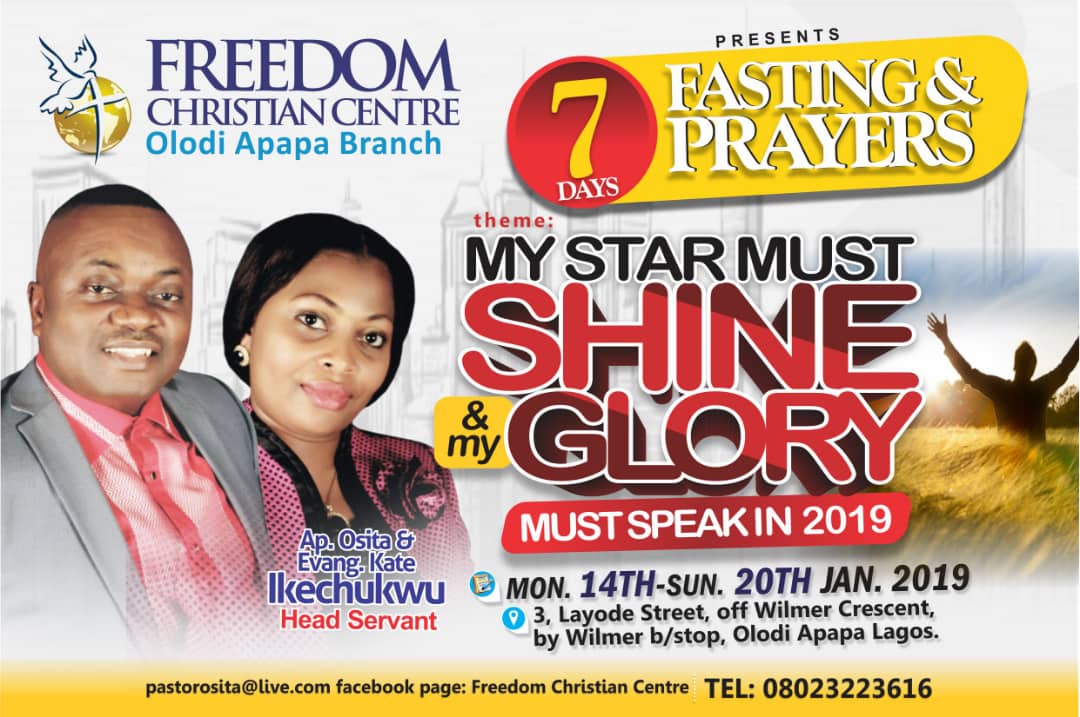 FREEDOM
CHRISTIAN CENTRE
Olodi Apapa Branch
PRESENTS
7
DAYS
FASTING &
PRAYERS
theme:
MY STAR MUST
SHINE
&
my
GLORY
MUST SPEAK IN 2019
Ap. Osita &
Evang. Kate
Ikechukwu
Head Servant
MON. 14TH-SUN. 20TH JAN. 2019
3, Layode Street, off Wilmer Crescent,
by Wilmer b/stop, Olodi Apapa Lagos.
pastorosita@live.com facebook page: Freedom Christian Centre
TEL: 08023223616